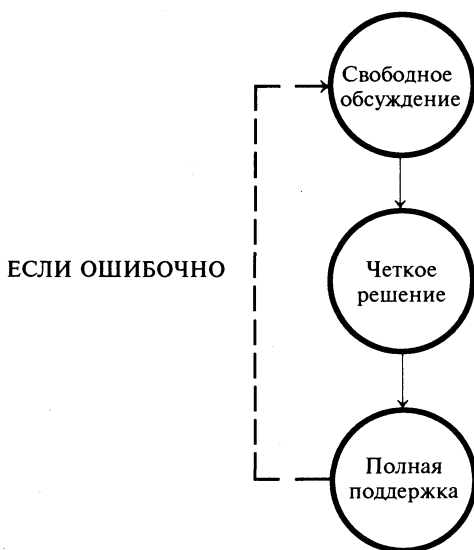 Свободное
обсуждение
ЕСЛИ ОШИБОЧНО
Четкое
решение
Полная
поддержка